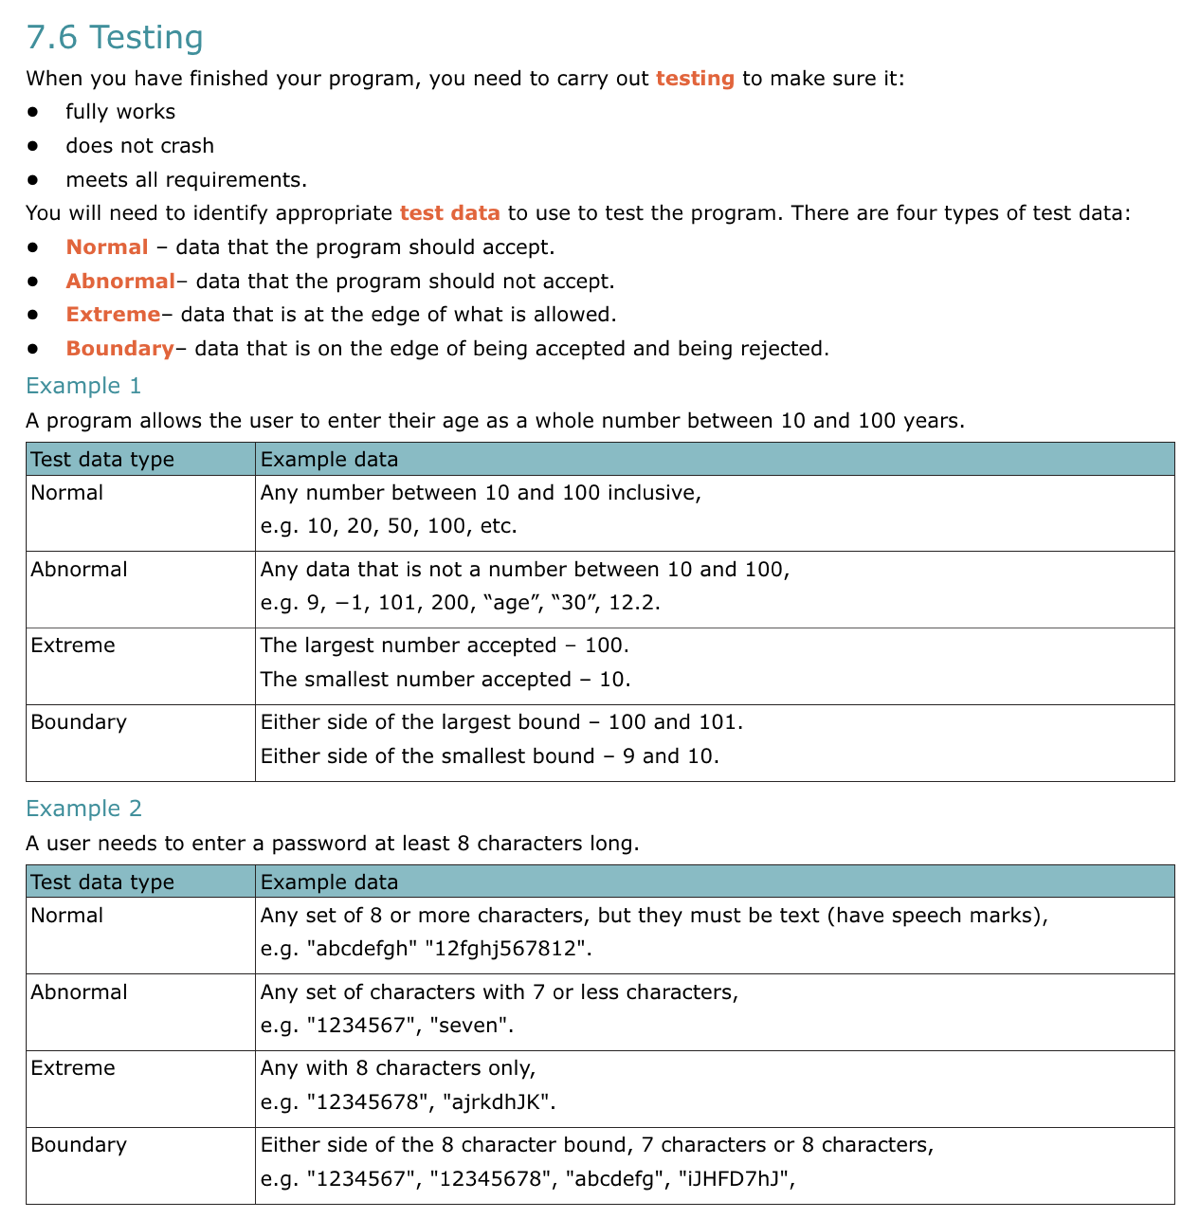 7.6 Testing
When you have finished your program, you need to carry out testing to make sure it:
● fully works
● does not crash
● meets all requirements.
You will need to identify appropriate test data to use to test the program. There are four types of test data:
● Normal – data that the program should accept.
● Abnormal– data that the program should not accept.
● Extreme– data that is at the edge of what is allowed.
● Boundary– data that is on the edge of being accepted and being rejected.
Example 1
A program allows the user to enter their age as a whole number between 10 and 100 years.
Test data type Example data
Normal Any number between 10 and 100 inclusive,
e.g. 10, 20, 50, 100, etc.
Abnormal Any data that is not a number between 10 and 100,
e.g. 9, −1, 101, 200, “age”, “30”, 12.2.
Extreme The largest number accepted – 100.
The smallest number accepted – 10.
Boundary Either side of the largest bound – 100 and 101.
Either side of the smallest bound – 9 and 10.
Example 2
A user needs to enter a password at least 8 characters long.
Test data type Example data
Normal Any set of 8 or more characters, but they must be text (have speech marks),
e.g. "abcdefgh" "12fghj567812".
Abnormal Any set of characters with 7 or less characters,
e.g. "1234567", "seven".
Extreme Any with 8 characters only,
e.g. "12345678", "ajrkdhJK".
Boundary Either side of the 8 character bound, 7 characters or 8 characters,
e.g. "1234567", "12345678", "abcdefg", "iJHFD7hJ",